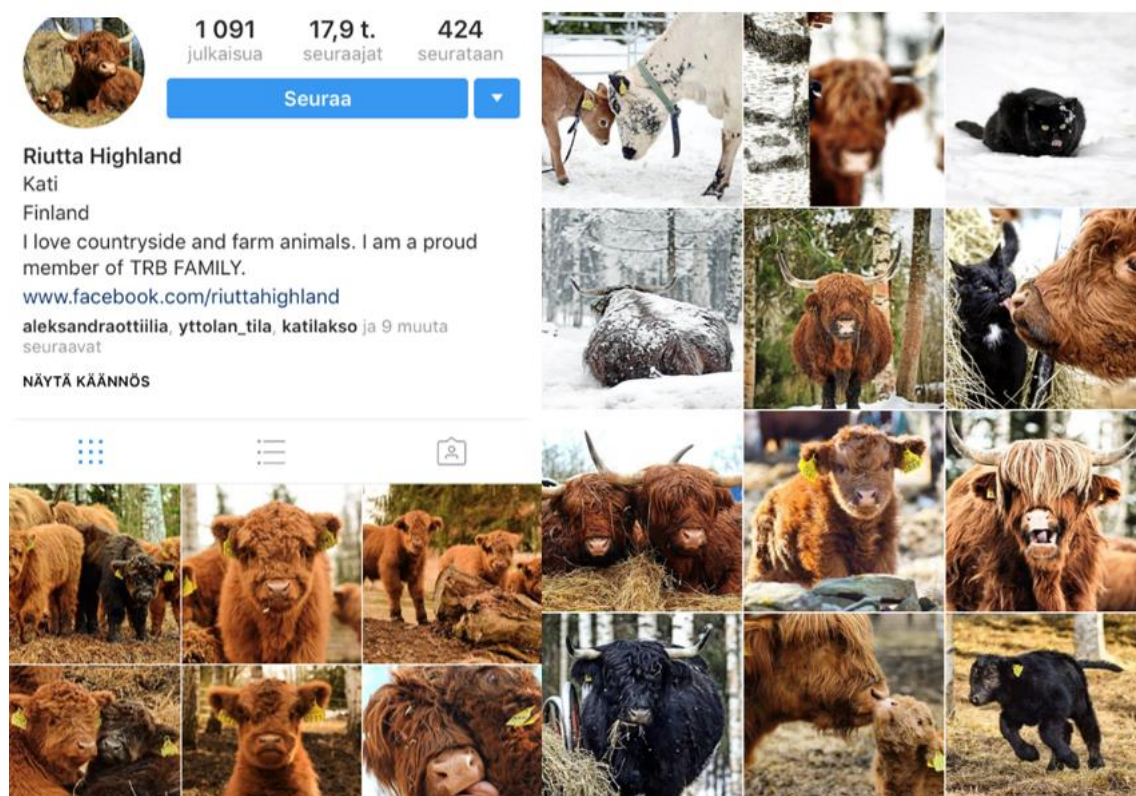 1 091 17,9 t. 424
julkaisua seuraajat seurataan
Seuraa
Riutta Highland
Kati
Finland
I love countryside and farm animals. I am a proud
member of TRB FAMILY.
www.facebook.com/riuttahighland
aleksandraottiilia, yttolan_tila, katilakso ja 9 muuta
seuraavat
NÄYTÄ KÄÄNNÖS